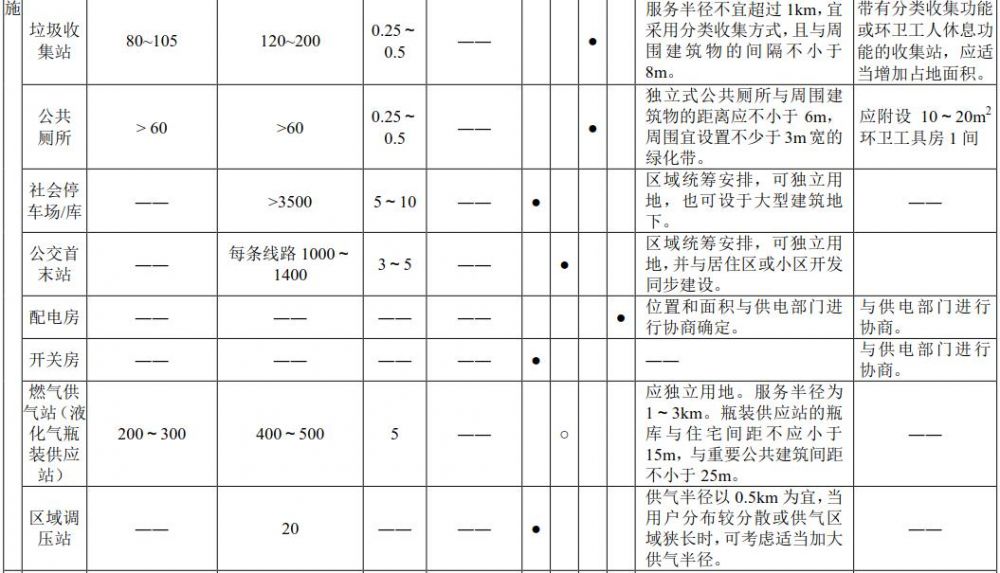 施
垃圾收
集站
80~105
120~200
0.25～
0.5
——
●
服务半径不宜超过 1km，宜
采用分类收集方式，且与周
围建筑物的间隔不小于
8m。
带有分类收集功能
或环卫工人休息功
能的收集站，应适
当增加占地面积。
公共
厕所
> 60
>60
0.25～
0.5
——
●
独立式公共厕所与周围建
筑物的距离应不小于 6m，
周围宜设置不少于 3m 宽的
绿化带。
应附设 10～20m²
环卫工具房 1 间
社会停
车场/库
——
>3500
5～10
——
●
区域统筹安排，可独立用
地，也可设于大型建筑地
下。
——
公交首
末站
——
每条线路 1000～
1400
3～5
——
●
区域统筹安排，可独立用
地，并与居住区或小区开发
同步建设。
配电房
——
——
——
——
●
位置和面积与供电部门进
行协商确定。
与供电部门进行
协商。
开关房
——
——
——
——
●
——
与供电部门进行
协商。
燃气供
气站（液
化气瓶
装供应
站）
200～300
400～500
5
——
○
应独立用地。服务半径为
1～3km。瓶装供应站的瓶
库与住宅间距不应小于
15m，与重要公共建筑间距
不小于 25m。
——
区域调
压站
——
20
——
——
●
供气半径以 0.5km 为宜，当
用户分布较分散或供气区
域狭长时，可考虑适当加大
供气半径。
——